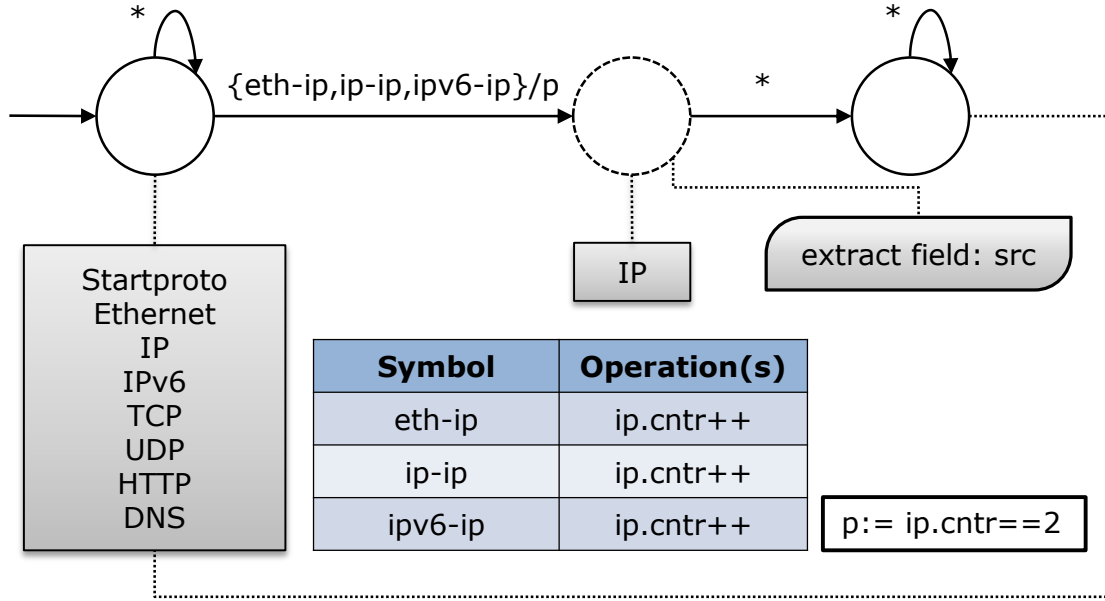 *
*
{eth-ip,ip-ip,ipv6-ip}/p
*
Startproto
Ethernet
IP
IPv6
TCP
UDP
HTTP
DNS
IP
extract field: src
Symbol Operation(s)
eth-ip ip.cntr++
ip-ip ip.cntr++
ipv6-ip ip.cntr++
p:= ip.cntr==2